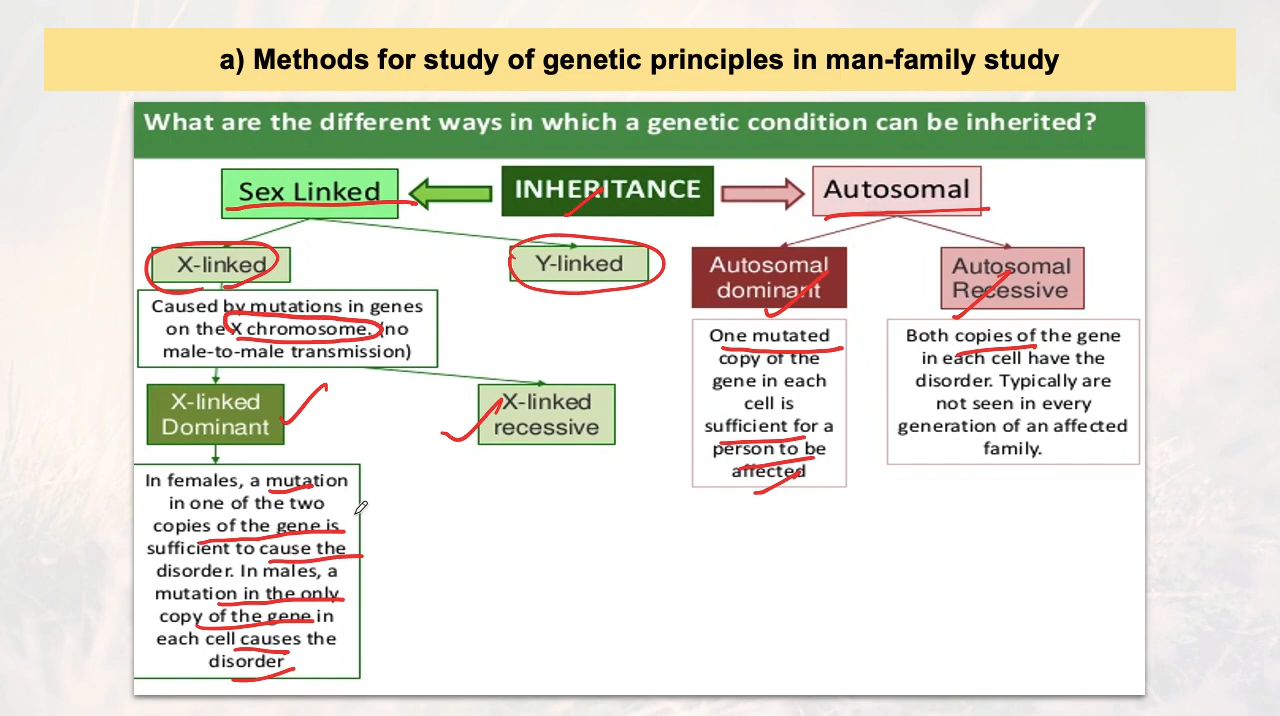 a) Methods for study of genetic principles in man-family study
What are the different ways in which a genetic condition can be inherited?
Sex Linked
INHERITANCE
Autosomal
X-linked
Y-linked
Autosomal
dominant
Autosomal
Recessive
Caused by mutations in genes
on the X chromosome. (no
male-to-male transmission)
One mutated
copy of the
gene in each
cell is
sufficient for a
person to be
affected
Both copies of the gene
in each cell have the
disorder. Typically are
not seen in every
generation of an affected
family.
X-linked
Dominant
X-linked
recessive
In females, a mutation
in one of the two
copies of the gene is
sufficient to cause the
disorder. In males, a
mutation in the only
copy of the gene in
each cell causes the
disorder